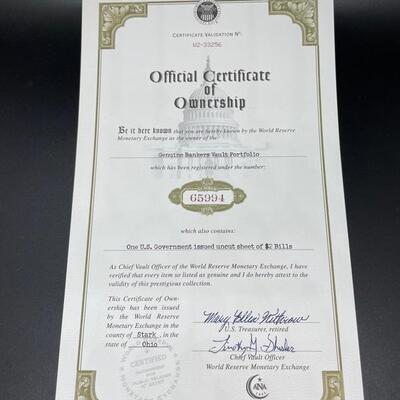 CERTIFICATE VALIDATION Nº:
W2-33256
Official Certificate
of
Ownership
Be it here known that you are hereby known by the World Reserve
Monetary Exchange as the owner of the
Genuine Bankers Vault Portfolio
which has been registered under the number:
65994
which also contains:
One U.S. Government issued uncut sheet of $2 Bills
As Chief Vault Officer of the World Reserve Monetary Exchange, I have
verified that every item so listed as genuine and I do hereby attest to the
validity of this prestigious collection.
This Certificate of Own-
ership has been issued
by the World Reserve
Monetary Exchange in the
county of Stark, in the
state of Ohio
U.S. Treasurer, retired
Chief Vault Officer
World Reserve Monetary Exchange
CERTIFIED
ANA